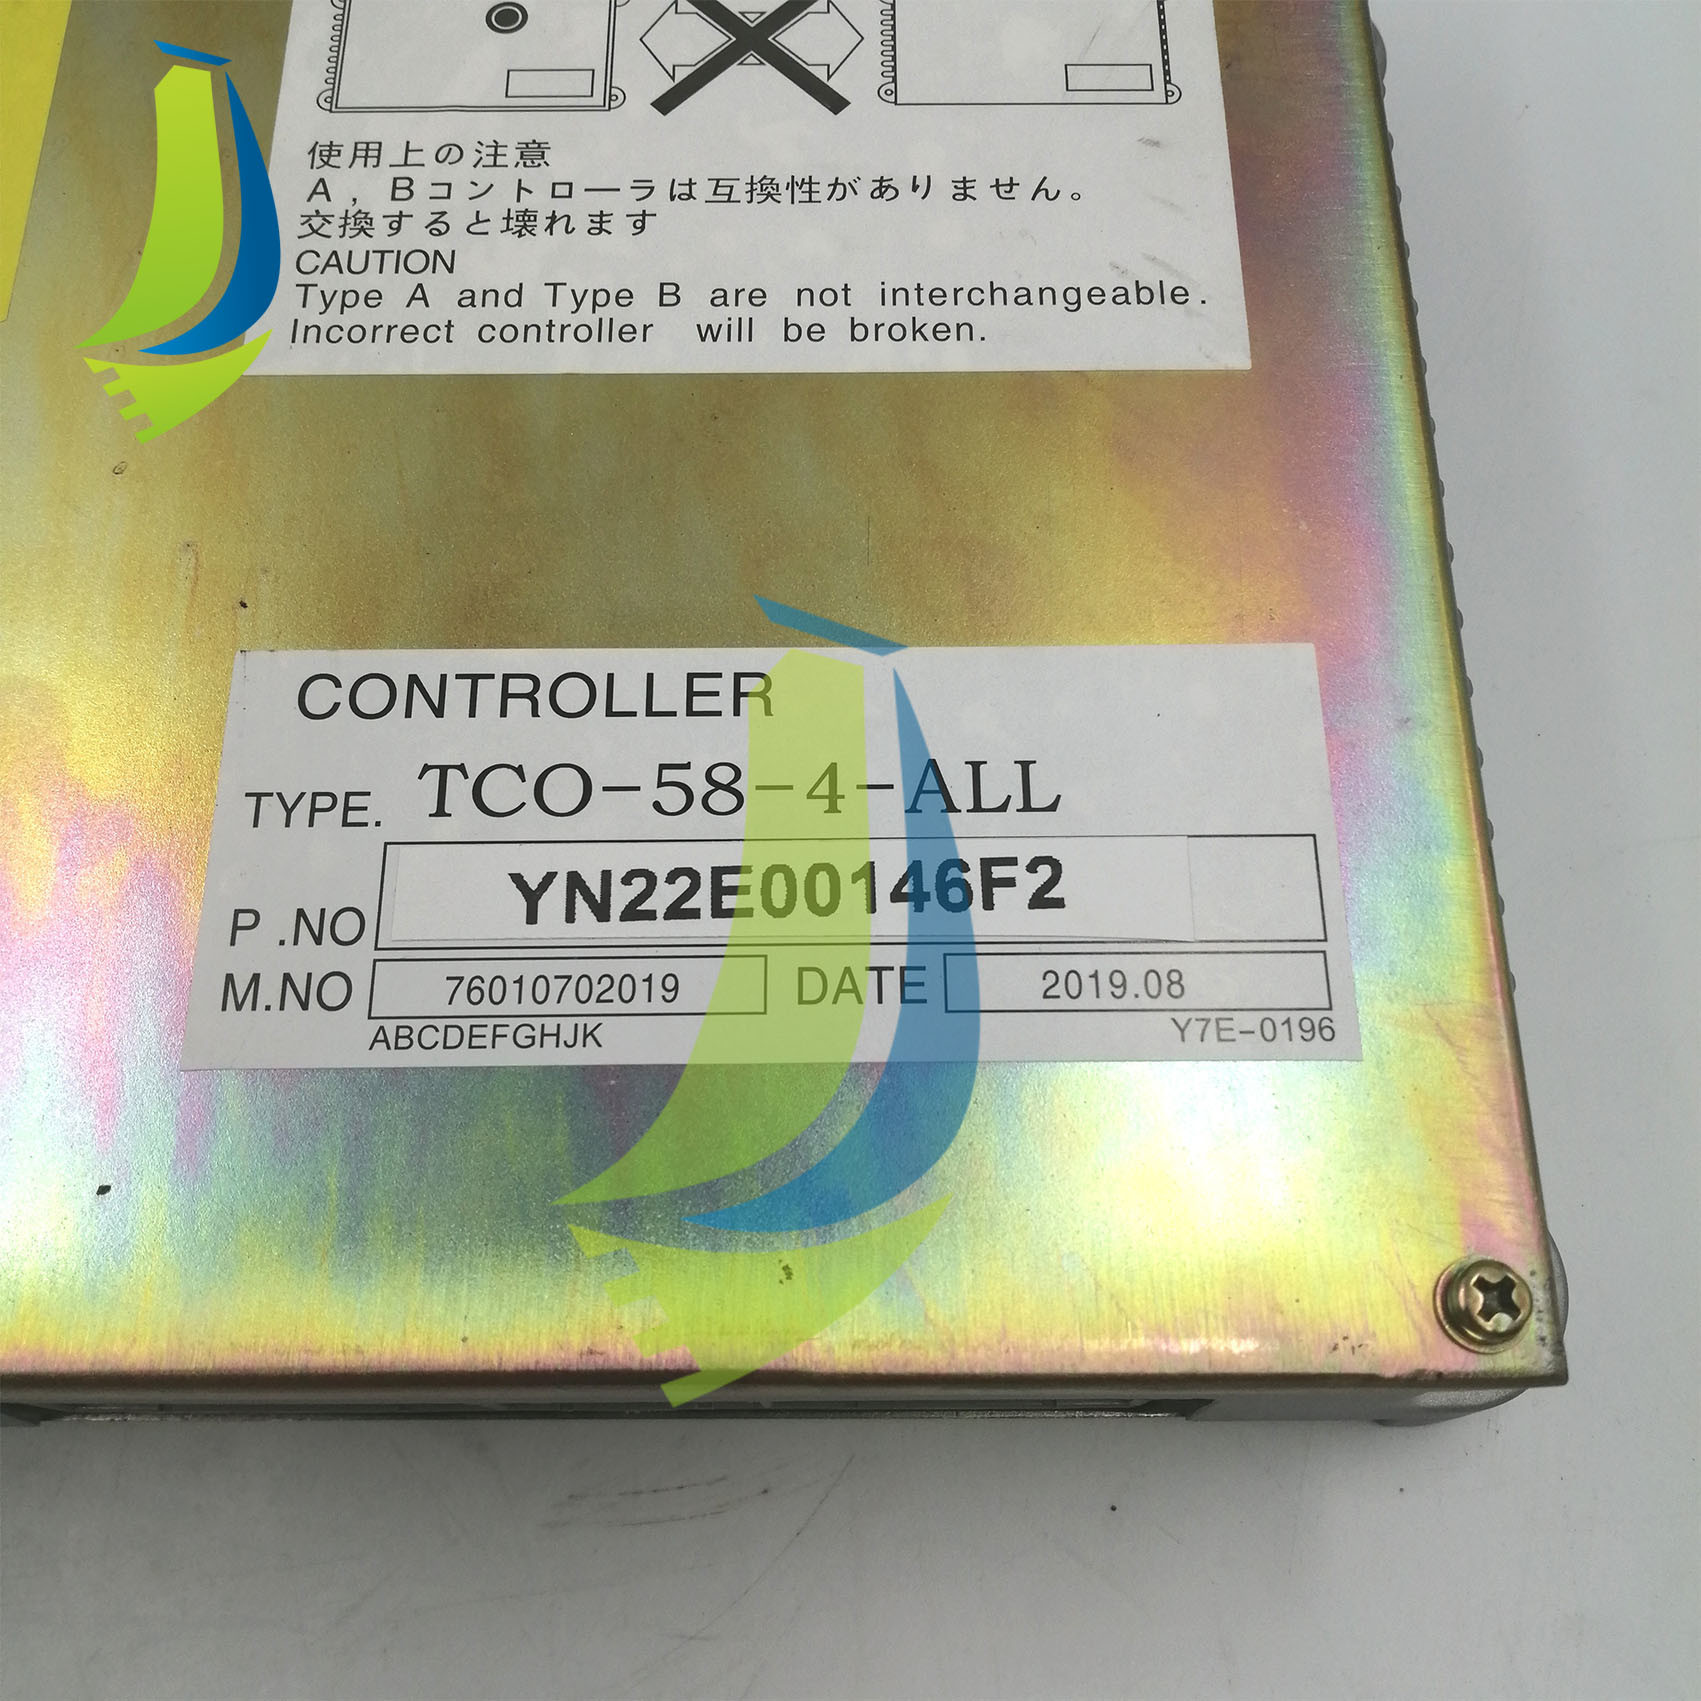 使用上の注意
A，Bコントローラは互換性がありません。
交換すると壊れます
CAUTION
Type A and Type B are not interchangeable.
Incorrect controller will be broken.
CONTROLLER
TYPE. TCO-58-4-ALL
P .NO YN22E00146F2
M.NO 76010702019 DATE 2019.08
ABCDEFGHJK Y7E-0196